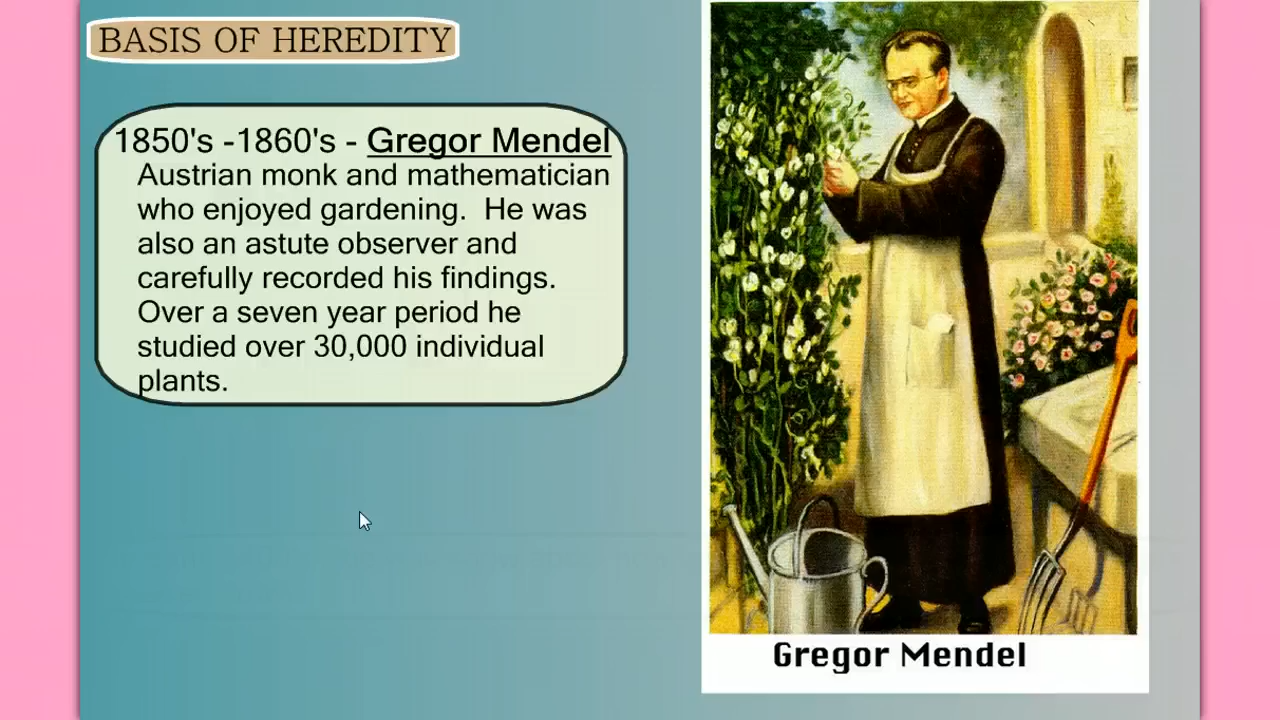 BASIS OF HEREDITY
1850's -1860's - Gregor Mendel
Austrian monk and mathematician
who enjoyed gardening.  He was
also an astute observer and
carefully recorded his findings.
Over a seven year period he
studied over 30,000 individual
plants.
Gregor Mendel